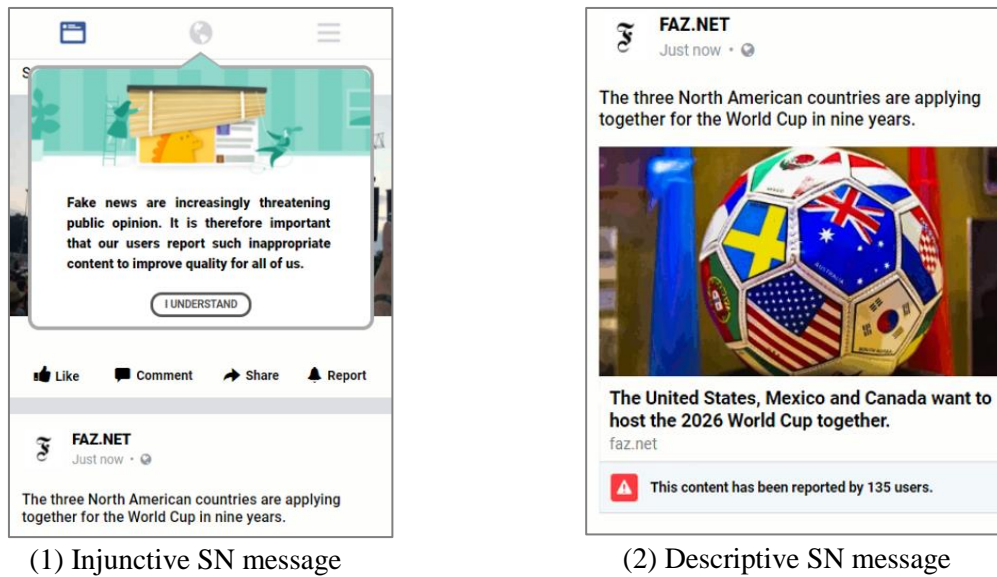 Fake news are increasingly threatening
public opinion. It is therefore important
that our users report such inappropriate
content to improve quality for all of us.
I UNDERSTAND
Like Comment Share Report
FAZ.NET
Just now •
The three North American countries are applying
together for the World Cup in nine years.
(1) Injunctive SN message
FAZ.NET
Just now •
The three North American countries are applying
together for the World Cup in nine years.
AUSTRALIA
The United States, Mexico and Canada want to
host the 2026 World Cup together.
faz.net
This content has been reported by 135 users.
(2) Descriptive SN message